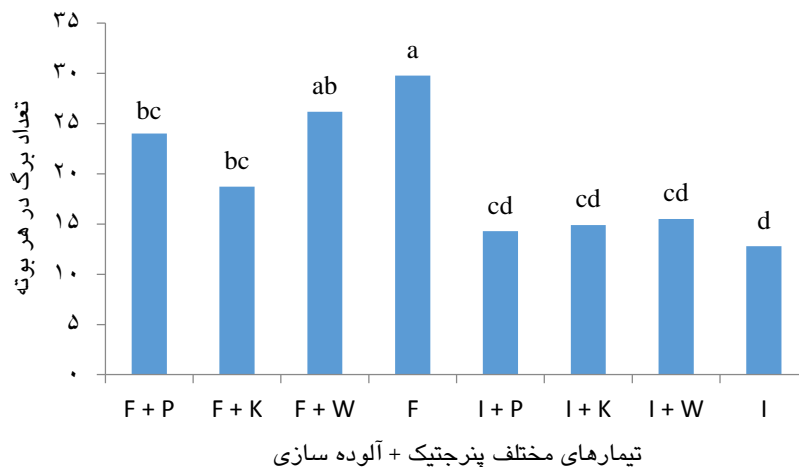 تعداد برگ در هر بوته
۳۵
۳۰
۲۵
۲۰
۱۵
۱۰
۵
۰
bc
bc
ab
a
cd
cd
cd
d
F + P
F + K
F + W
F
I + P
I + K
I + W
I
تیمارهای مختلف پنرجتیک + آلوده سازی